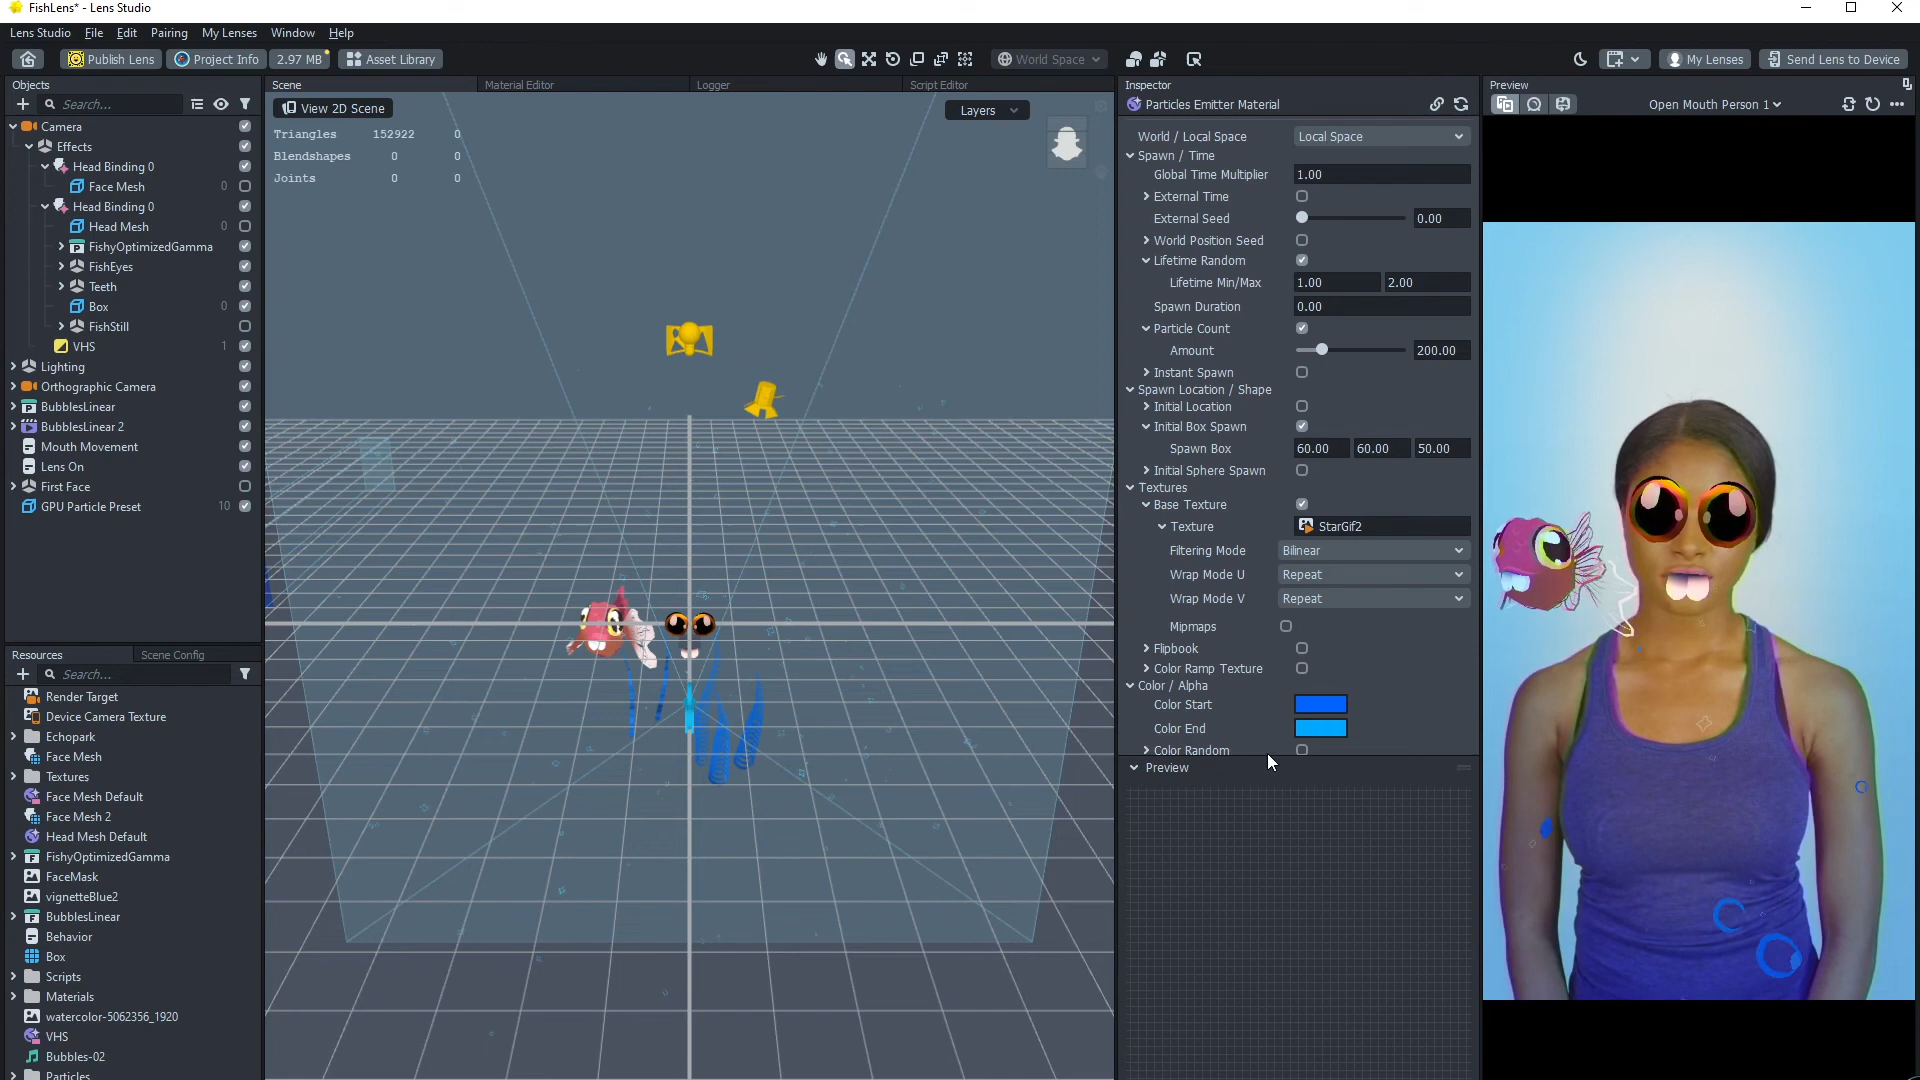 FishLens* - Lens Studio
Lens Studio File Edit Pairing My Lenses Window Help
Publish Lens Project Info 2.97 MB Asset Library World Space My Lenses Send Lens to Device
Objects
Search...
Camera
Effects
Head Binding 0
Face Mesh 0
Head Binding 0
Head Mesh 0
FishyOptimizedGamma
FishEyes
Teeth
Box 0
FishStill
VHS 1
Lighting
Orthographic Camera
BubblesLinear
BubblesLinear 2
Mouth Movement
Lens On
First Face
GPU Particle Preset 10
Resources Scene Config
Search...
Render Target
Device Camera Texture
Echopark
Face Mesh
Textures
Face Mesh Default
Face Mesh 2
Head Mesh Default
FishyOptimizedGamma
FaceMask
vignetteBlue2
BubblesLinear
Behavior
Box
Scripts
Materials
watercolor-5062356_1920
VHS
Bubbles-02
Particles
Scene Material Editor Logger Script Editor
View 2D Scene Layers
Triangles 152922 0
Blendshapes 0 0
Joints 0 0
Inspector
Particles Emitter Material
World / Local Space Local Space
Spawn / Time
Global Time Multiplier 1.00
External Time
External Seed 0.00
World Position Seed
Lifetime Random
Lifetime Min/Max 1.00 2.00
Spawn Duration 0.00
Particle Count
Amount 200.00
Instant Spawn
Spawn Location / Shape
Initial Location
Initial Box Spawn
Spawn Box 60.00 60.00 50.00
Initial Sphere Spawn
Textures
Base Texture
Texture StarGif2
Filtering Mode Bilinear
Wrap Mode U Repeat
Wrap Mode V Repeat
Mipmaps
Flipbook
Color Ramp Texture
Color / Alpha
Color Start
Color End
Color Random
Preview
Preview
Open Mouth Person 1